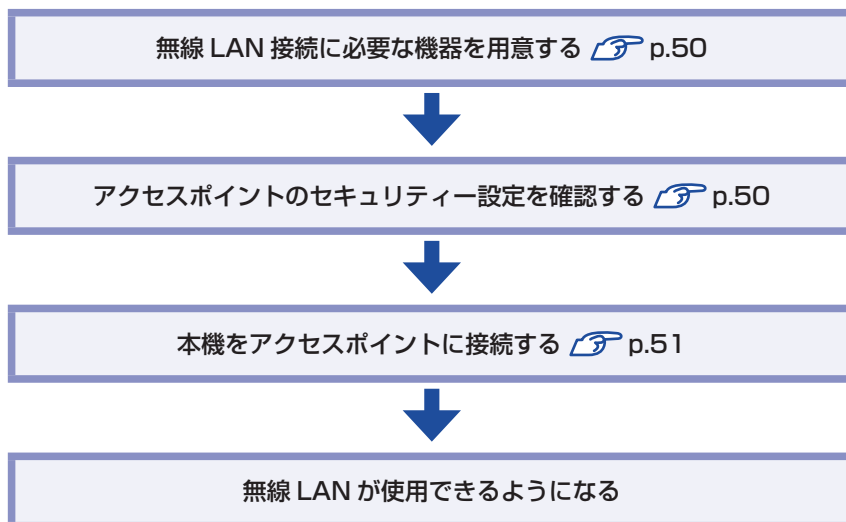 無線 LAN 接続に必要な機器を用意する p.50
アクセスポイントのセキュリティー設定を確認する p.50
本機をアクセスポイントに接続する p.51
無線 LAN が使用できるようになる